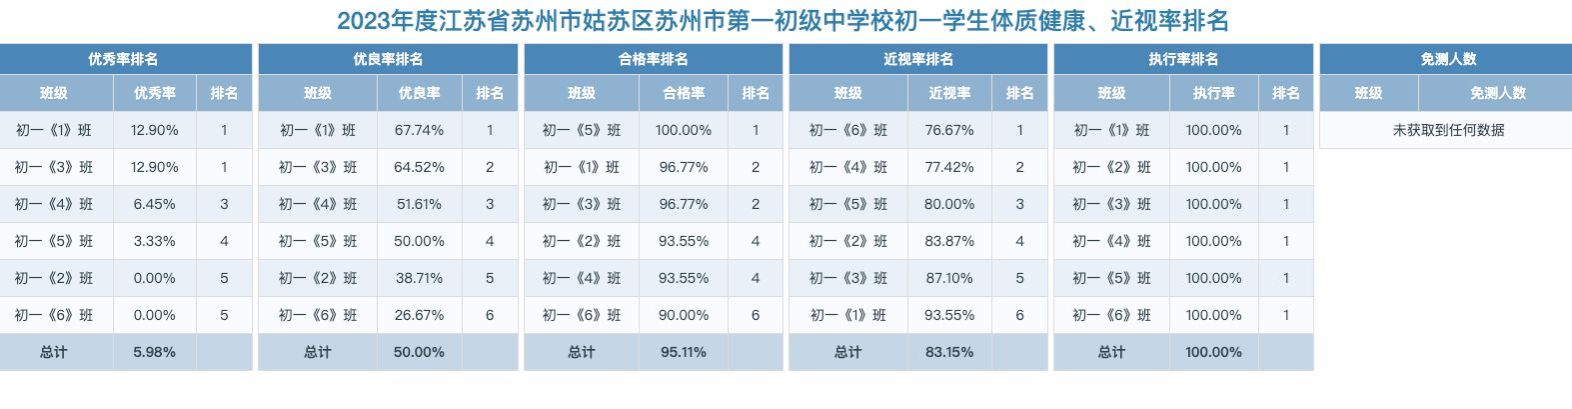 2023年度江苏省苏州市姑苏区苏州市第一初级中学校初一学生体质健康、近视率排名
优秀率排名 优良率排名 合格率排名 近视率排名 执行率排名 免测人数
班级 优秀率 排名 班级 优良率 排名 班级 合格率 排名 班级 近视率 排名 班级 执行率 排名 班级 免测人数
初一《1》班 12.90% 1 初一《1》班 67.74% 1 初一《5》班 100.00% 1 初一《6》班 76.67% 1 初一《1》班 100.00% 1 未获取到任何数据
初一《3》班 12.90% 1 初一《3》班 64.52% 2 初一《1》班 96.77% 2 初一《4》班 77.42% 2 初一《2》班 100.00% 1
初一《4》班 6.45% 3 初一《4》班 51.61% 3 初一《3》班 96.77% 2 初一《5》班 80.00% 3 初一《3》班 100.00% 1
初一《5》班 3.33% 4 初一《5》班 50.00% 4 初一《2》班 93.55% 4 初一《2》班 83.87% 4 初一《4》班 100.00% 1
初一《2》班 0.00% 5 初一《2》班 38.71% 5 初一《4》班 93.55% 4 初一《3》班 87.10% 5 初一《5》班 100.00% 1
初一《6》班 0.00% 5 初一《6》班 26.67% 6 初一《6》班 90.00% 6 初一《1》班 93.55% 6 初一《6》班 100.00% 1
总计 5.98% 总计 50.00% 总计 95.11% 总计 83.15% 总计 100.00%